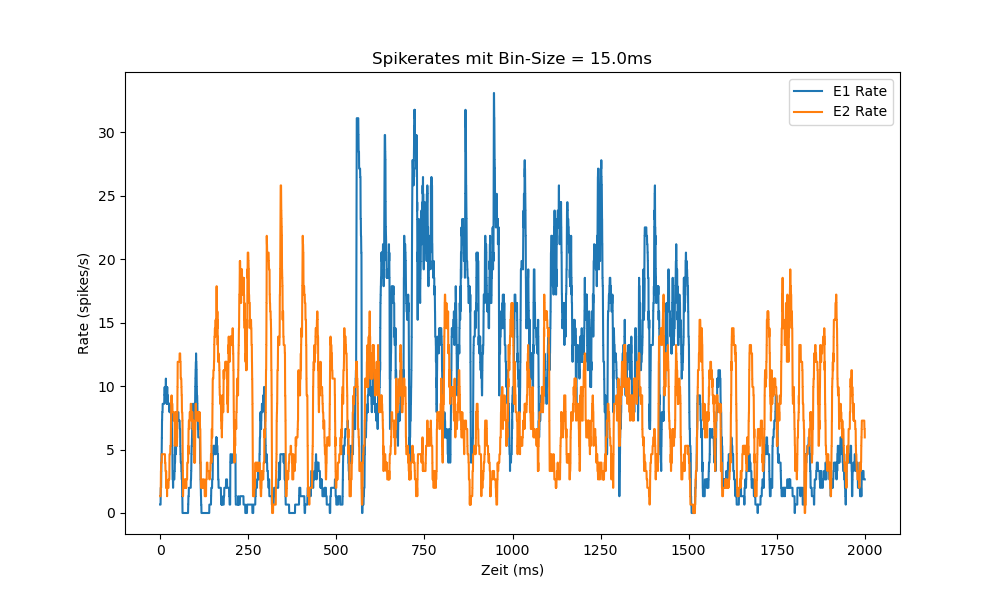 Spikerates mit Bin-Size = 15.0ms
E1 Rate
E2 Rate
Rate (spikes/s)
30
25
20
15
10
5
0
0 250 500 750 1000 1250 1500 1750 2000
Zeit (ms)